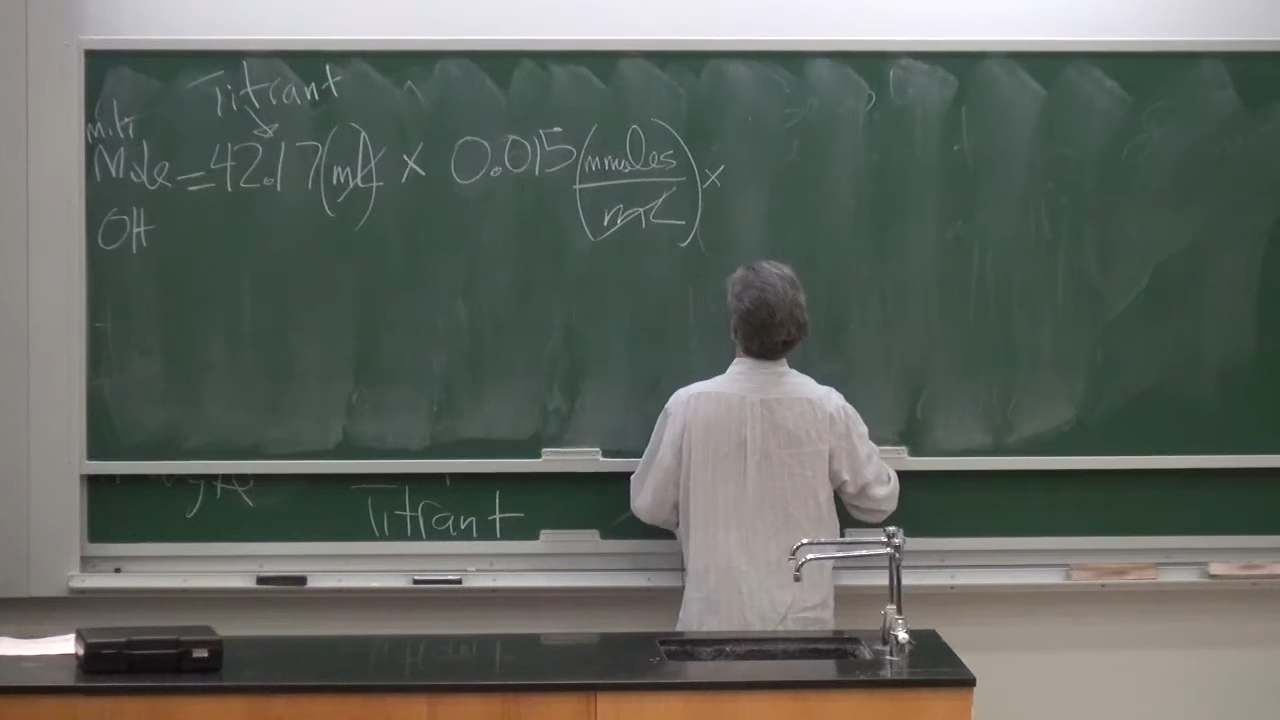 Titrant
milli
Mole = 42.17 (mL) × 0.015 (mmoles/mL) ×
OH
Titrant